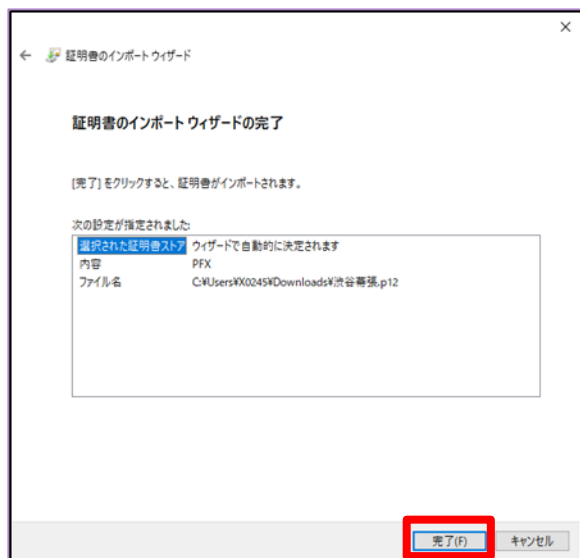 証明書のインポート ウィザード
証明書のインポート ウィザードの完了
[完了] をクリックすると、証明書がインポートされます。
次の設定が指定されました:
選択された証明書ストア ウィザードで自動的に決定されます
内容 PFX
ファイル名 C:¥Users¥X0245¥Downloads¥渋谷幕張.p12
完了(F) キャンセル